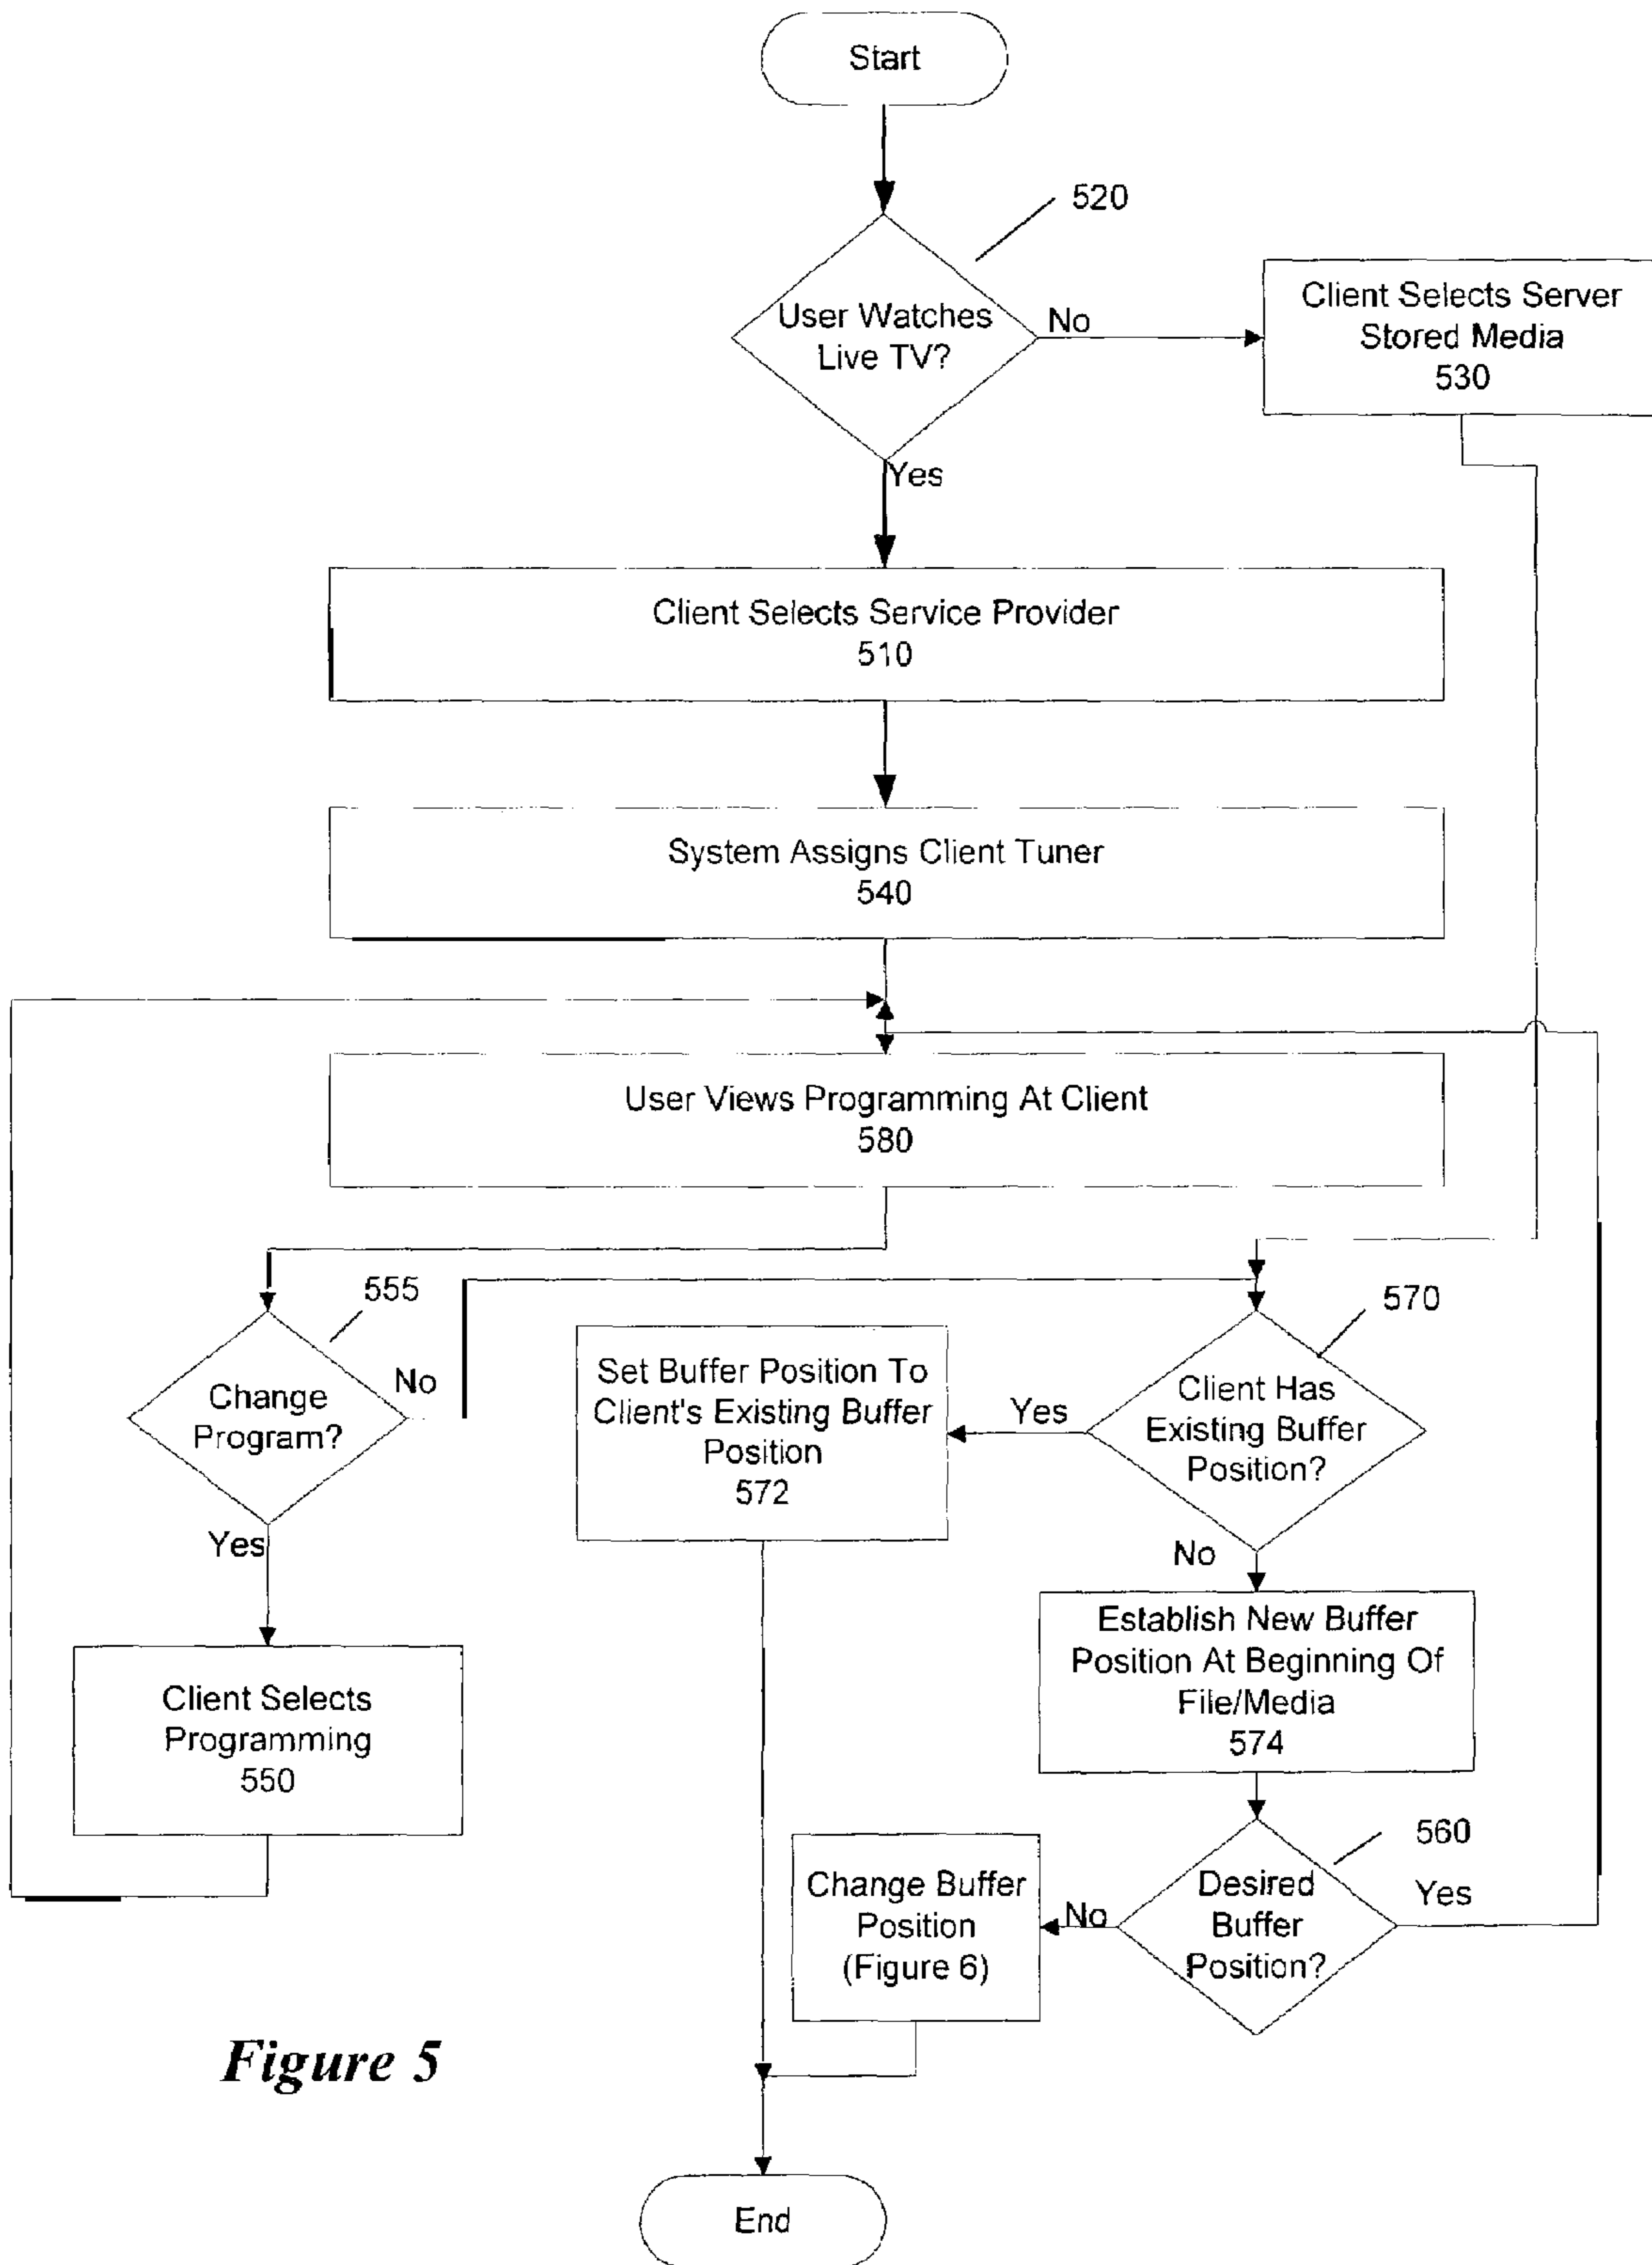 Start
520
User Watches
Live TV?
No
Client Selects Server
Stored Media
530
Yes
Client Selects Service Provider
510
System Assigns Client Tuner
540
User Views Programming At Client
580
555
Change
Program?
No
Yes
Set Buffer Position To
Client's Existing Buffer
Position
572
Yes
570
Client Has
Existing Buffer
Position?
No
Establish New Buffer
Position At Beginning Of
File/Media
574
Client Selects
Programming
550
560
Desired
Buffer
Position?
Yes
No
Change Buffer
Position
(Figure 6)
Figure 5
End